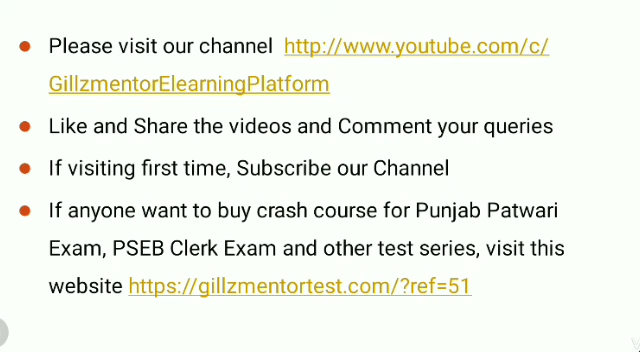 Please visit our channel http://www.youtube.com/c/
GillzmentorElearningPlatform
Like and Share the videos and Comment your queries
If visiting first time, Subscribe our Channel
If anyone want to buy crash course for Punjab Patwari
Exam, PSEB Clerk Exam and other test series, visit this
website https://gillzmentortest.com/?ref=51